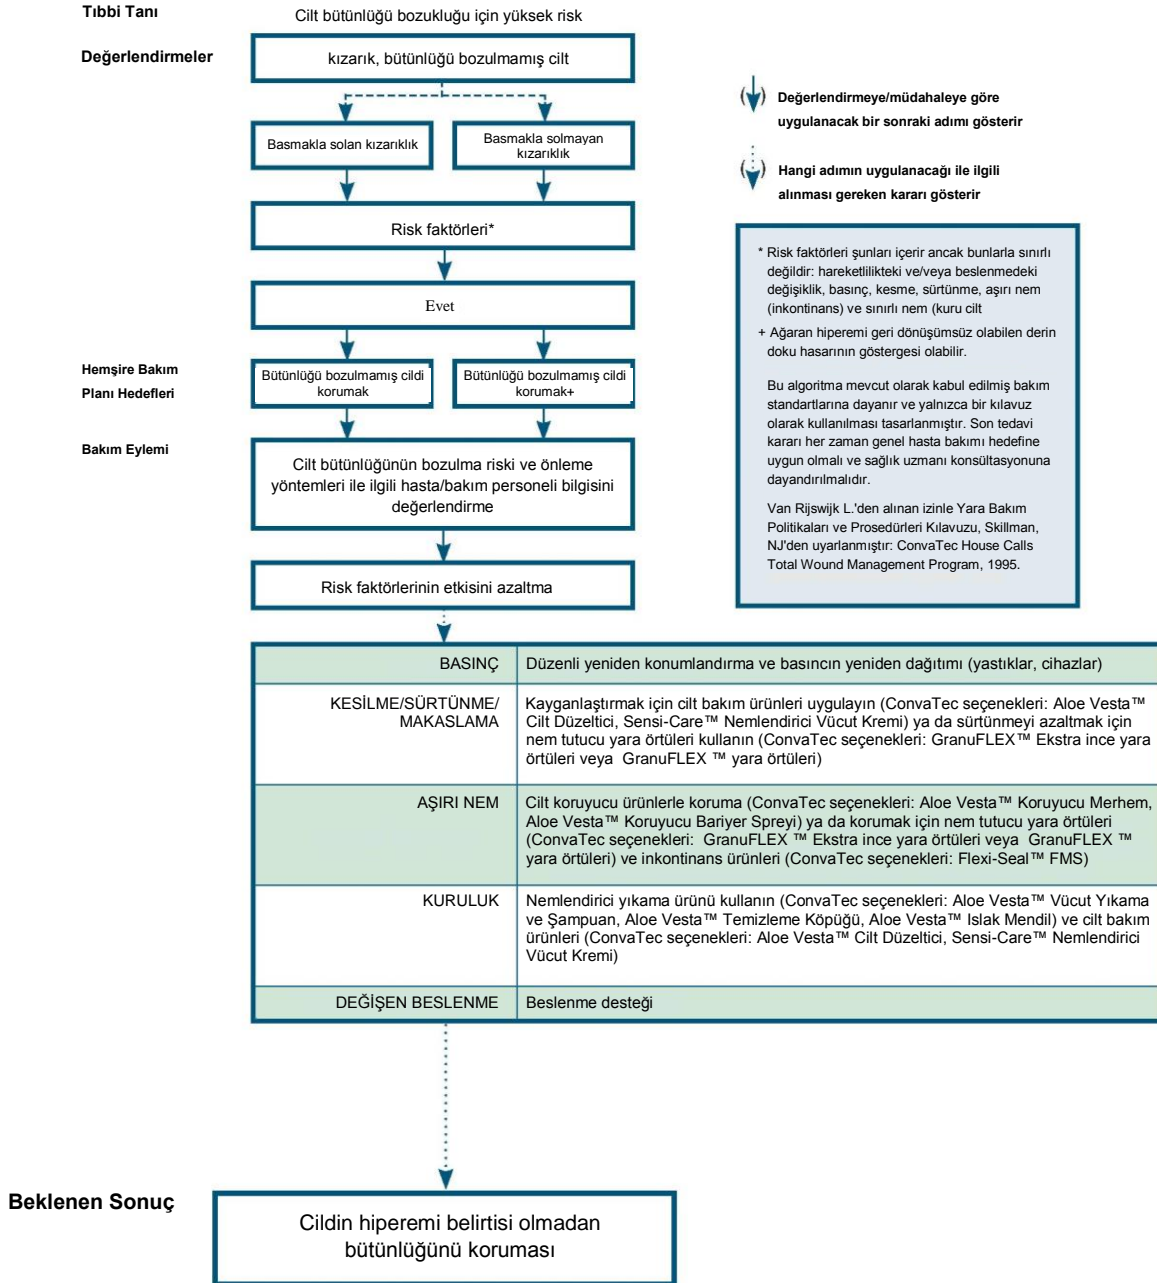 Tıbbi Tanı
Cilt bütünlüğü bozukluğu için yüksek risk
Değerlendirmeler
kızarık, bütünlüğü bozulmamış cilt
Basmakla solan kızarıklık
Basmakla solmayan
kızarıklık
Risk faktörleri*
Evet
Hemşire Bakım
Planı Hedefleri
Bütünlüğü bozulmamış cildi
korumak
Bütünlüğü bozulmamış cildi
korumak+
Bakım Eylemi
Cilt bütünlüğünün bozulma riski ve önleme
yöntemleri ile ilgili hasta/bakım personeli bilgisini
değerlendirme
Risk faktörlerinin etkisini azaltma
( ) Değerlendirmeye/müdahaleye göre
uygulanacak bir sonraki adımı gösterir
( ) Hangi adımın uygulanacağı ile ilgili
alınması gereken kararı gösterir
* Risk faktörleri şunları içerir ancak bunlarla sınırlı
değildir: hareketlilikteki ve/veya beslenmedeki
değişiklik, basınç, kesme, sürtünme, aşırı nem
(inkontinans) ve sınırlı nem (kuru cilt
+ Ağaran hiperemi geri dönüşümsüz olabilen derin
doku hasarının göstergesi olabilir.
Bu algoritma mevcut olarak kabul edilmiş bakım
standartlarına dayanır ve yalnızca bir kılavuz
olarak kullanılması tasarlanmıştır. Son tedavi
kararı her zaman genel hasta bakımı hedefine
uygun olmalı ve sağlık uzmanı konsültasyonuna
dayandırılmalıdır.
Van Rijswijk L.'den alınan izinle Yara Bakım
Politikaları ve Prosedürleri Kılavuzu, Skillman,
NJ'den uyarlanmıştır: ConvaTec House Calls
Total Wound Management Program, 1995.
BASINÇ
Düzenli yeniden konumlandırma ve basıncın yeniden dağıtımı (yastıklar, cihazlar)
KESİLME/SÜRTÜNME/
MAKASLAMA
Kayganlaştırmak için cilt bakım ürünleri uygulayın (ConvaTec seçenekleri: Aloe Vesta™
Cilt Düzeltici, Sensi-Care™ Nemlendirici Vücut Kremi) ya da sürtünmeyi azaltmak için
nem tutucu yara örtüleri kullanın (ConvaTec seçenekleri: GranuFLEX™ Ekstra ince yara
örtüleri veya GranuFLEX ™ yara örtüleri)
AŞIRI NEM
Cilt koruyucu ürünlerle koruma (ConvaTec seçenekleri: Aloe Vesta™ Koruyucu Merhem,
Aloe Vesta™ Koruyucu Bariyer Spreyi) ya da korumak için nem tutucu yara örtüleri
(ConvaTec seçenekleri: GranuFLEX ™ Ekstra ince yara örtüleri veya GranuFLEX ™
yara örtüleri) ve inkontinans ürünleri (ConvaTec seçenekleri: Flexi-Seal™ FMS)
KURULUK
Nemlendirici yıkama ürünü kullanın (ConvaTec seçenekleri: Aloe Vesta™ Vücut Yıkama
ve Şampuan, Aloe Vesta™ Temizleme Köpüğü, Aloe Vesta™ Islak Mendil) ve cilt bakım
ürünleri (ConvaTec seçenekleri: Aloe Vesta™ Cilt Düzeltici, Sensi-Care™ Nemlendirici
Vücut Kremi)
DEĞİŞEN BESLENME
Beslenme desteği
Beklenen Sonuç
Cildin hiperemi belirtisi olmadan
bütünlüğünü koruması